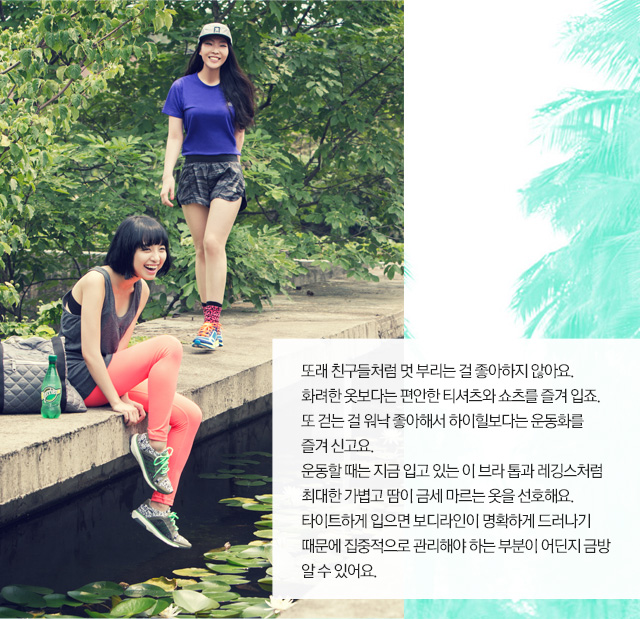 또래 친구들처럼 멋 부리는 걸 좋아하지 않아요.
화려한 옷보다는 편안한 티셔츠와 쇼츠를 즐겨 입죠.
또 걷는 걸 워낙 좋아해서 하이힐보다는 운동화를
즐겨 신고요.
운동할 때는 지금 입고 있는 이 브라 톱과 레깅스처럼
최대한 가볍고 땀이 금세 마르는 옷을 선호해요.
타이트하게 입으면 보디라인이 명확하게 드러나기
때문에 집중적으로 관리해야 하는 부분이 어딘지 금방
알 수 있어요.